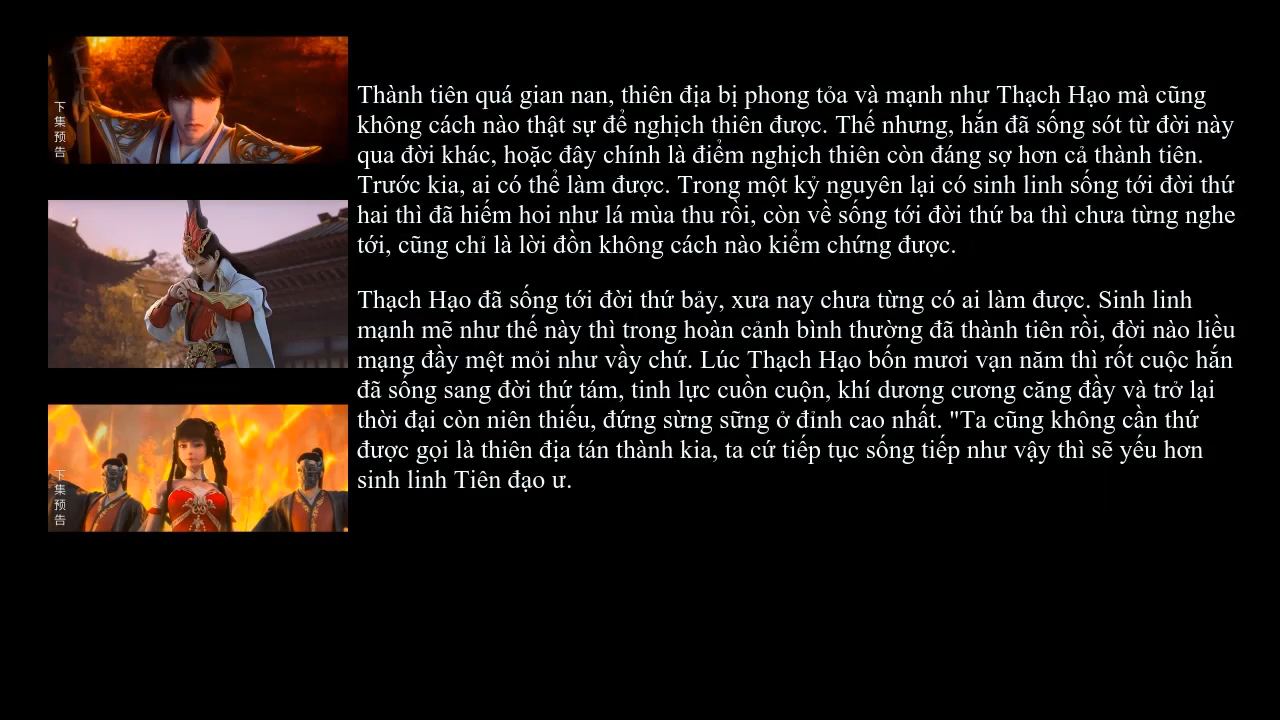 下集预告
下集预告
Thành tiên quá gian nan, thiên địa bị phong tỏa và mạnh như Thạch Hạo mà cũng
không cách nào thật sự để nghịch thiên được. Thế nhưng, hắn đã sống sót từ đời này
qua đời khác, hoặc đây chính là điểm nghịch thiên còn đáng sợ hơn cả thành tiên.
Trước kia, ai có thể làm được. Trong một kỷ nguyên lại có sinh linh sống tới đời thứ
hai thì đã hiếm hoi như lá mùa thu rồi, còn về sống tới đời thứ ba thì chưa từng nghe
tới, cũng chỉ là lời đồn không cách nào kiểm chứng được.
Thạch Hạo đã sống tới đời thứ bảy, xưa nay chưa từng có ai làm được. Sinh linh
mạnh mẽ như thế này thì trong hoàn cảnh bình thường đã thành tiên rồi, đời nào liều
mạng đầy mệt mỏi như vầy chứ. Lúc Thạch Hạo bốn mươi vạn năm thì rốt cuộc hắn
đã sống sang đời thứ tám, tinh lực cuồn cuộn, khí dương cương căng đầy và trở lại
thời đại còn niên thiếu, đứng sừng sững ở đỉnh cao nhất. "Ta cũng không cần thứ
được gọi là thiên địa tán thành kia, ta cứ tiếp tục sống tiếp như vậy thì sẽ yếu hơn
sinh linh Tiên đạo ư.